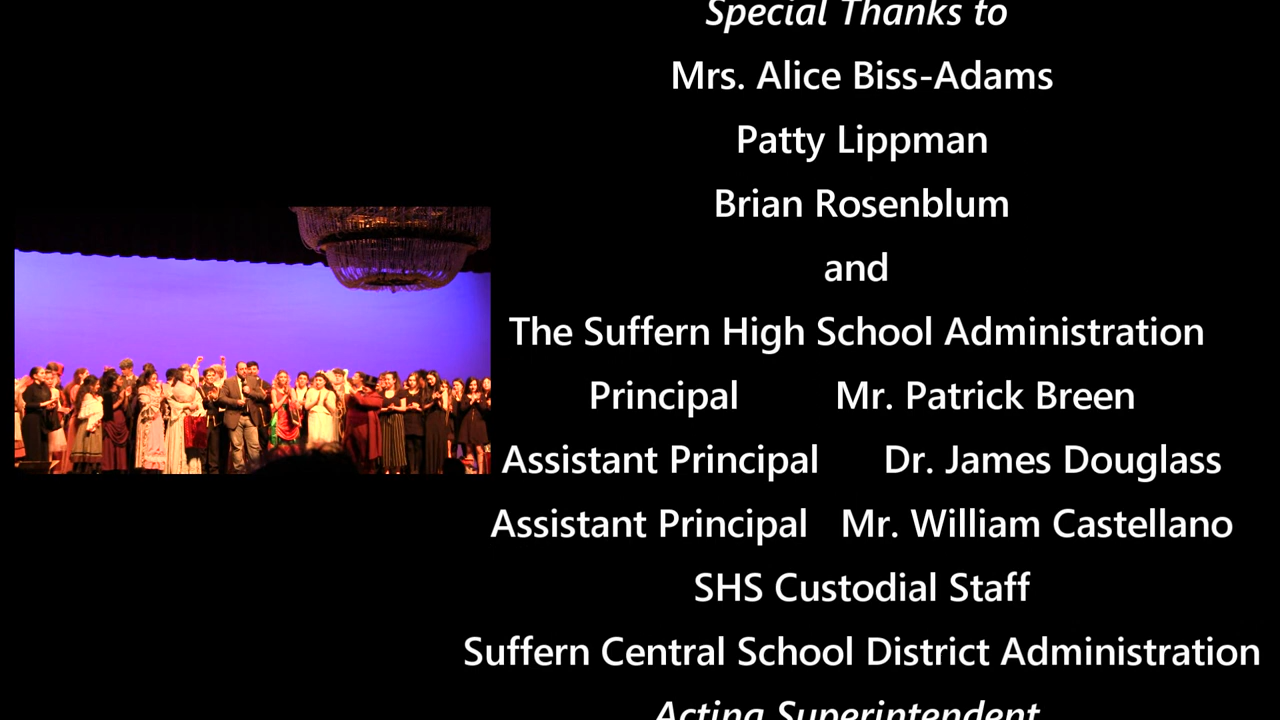 Special Thanks to
Mrs. Alice Biss-Adams
Patty Lippman
Brian Rosenblum
and
The Suffern High School Administration
Principal Mr. Patrick Breen
Assistant Principal Dr. James Douglass
Assistant Principal Mr. William Castellano
SHS Custodial Staff
Suffern Central School District Administration
Acting Superintendent